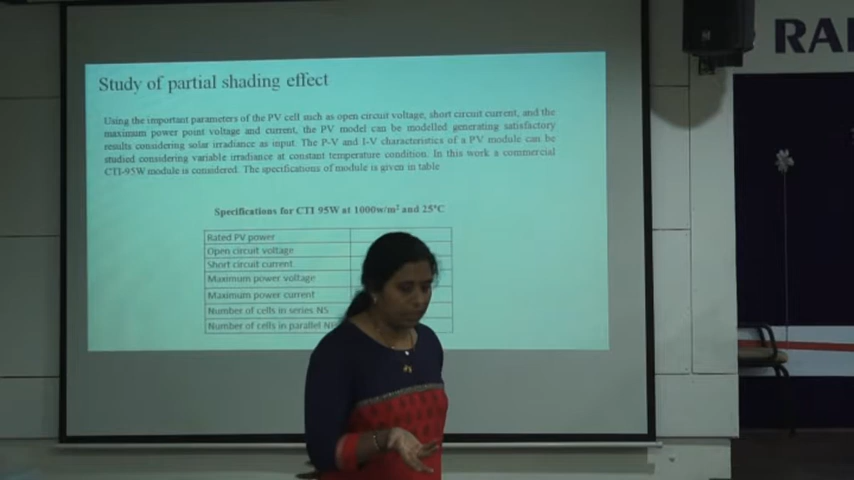 RA
Study of partial shading effect
Using the important parameters of the PV cell such as open circuit voltage, short circuit current, and the
maximum power point voltage and current, the PV model can be modelled generating satisfactory
results considering solar irradiance as input. The P-V and I-V characteristics of a PV module can be
studied considering variable irradiance at constant temperature condition. In this work a commercial
CTI-95W module is considered. The specifications of module is given in table
Specifications for CTI 95W at 1000w/m² and 25°C
Rated PV power
Open circuit voltage
Short circuit current
Maximum power voltage
Maximum power current
Number of cells in series NS
Number of cells in parallel